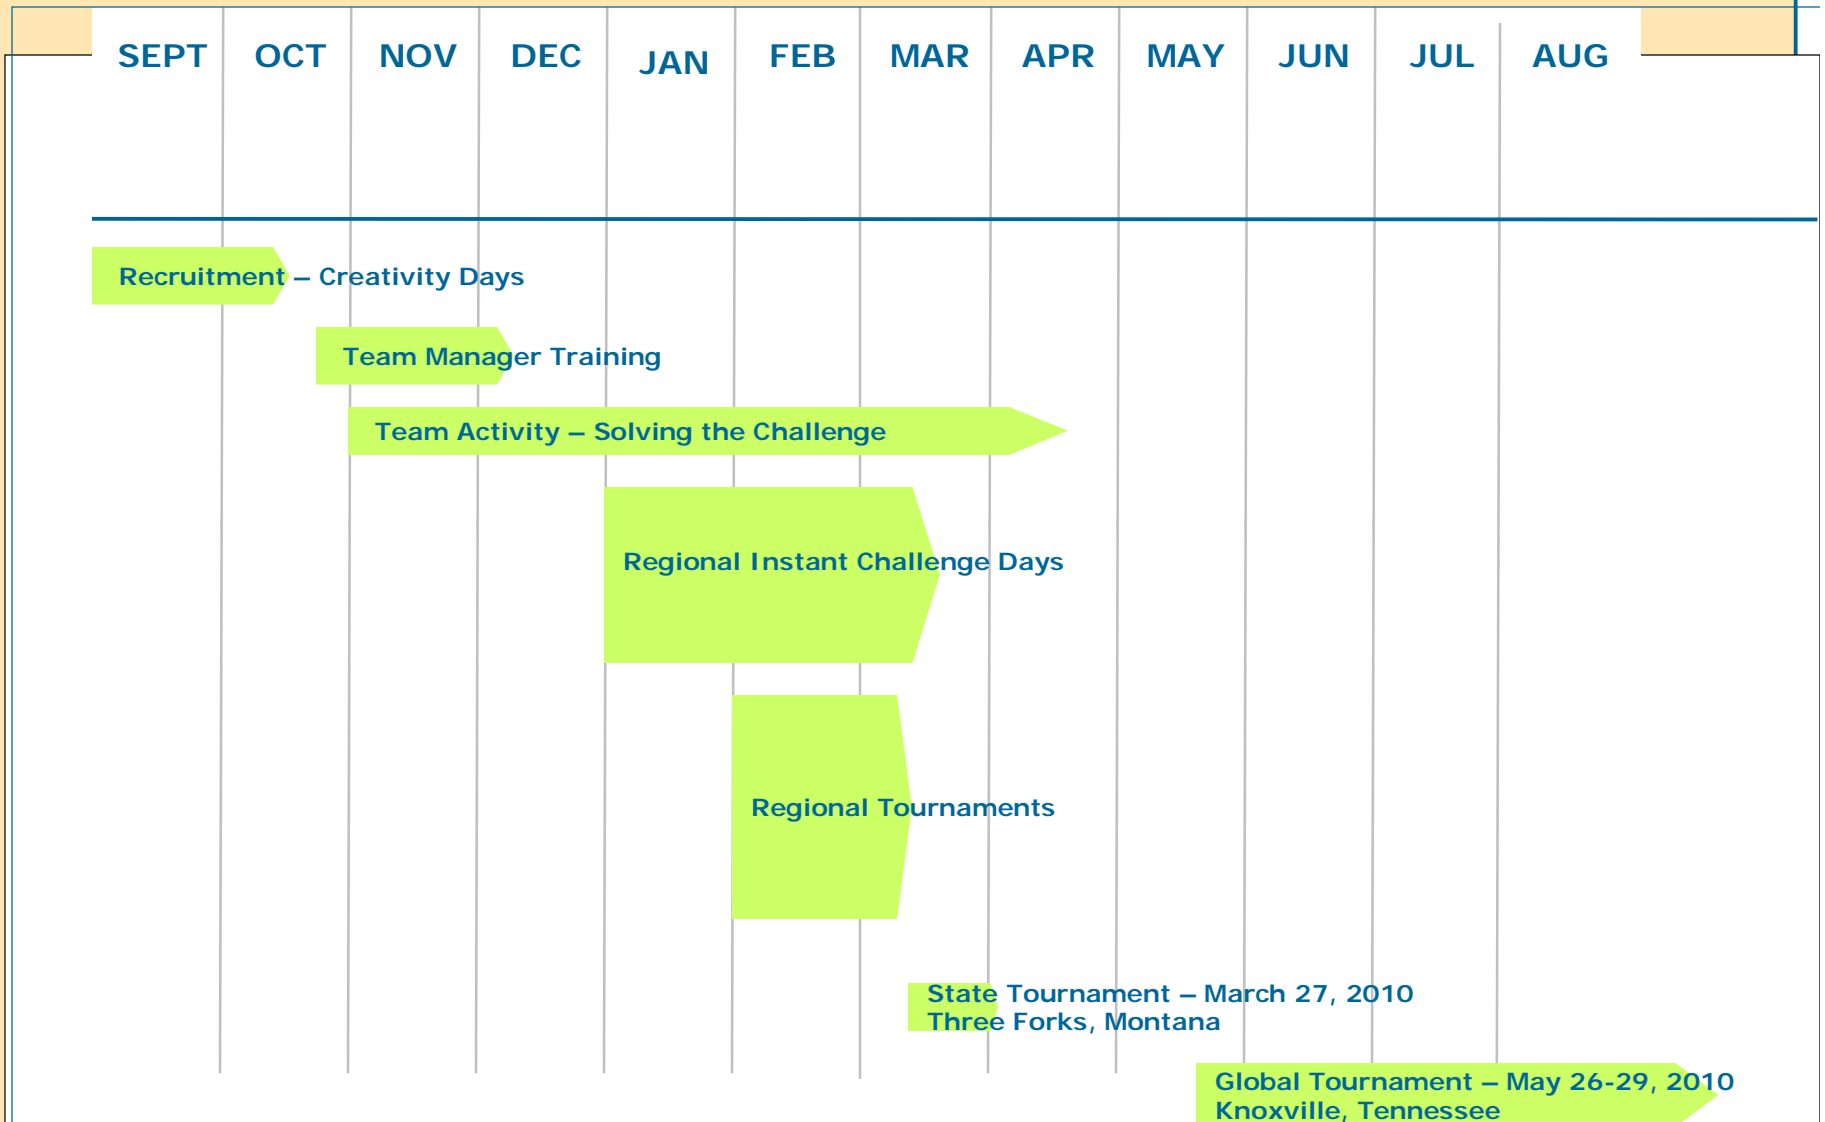 SEPT OCT NOV DEC JAN FEB MAR APR MAY JUN JUL AUG
Recruitment – Creativity Days
Team Manager Training
Team Activity – Solving the Challenge
Regional Instant Challenge Days
Regional Tournaments
State Tournament – March 27, 2010
Three Forks, Montana
Global Tournament – May 26-29, 2010
Knoxville, Tennessee